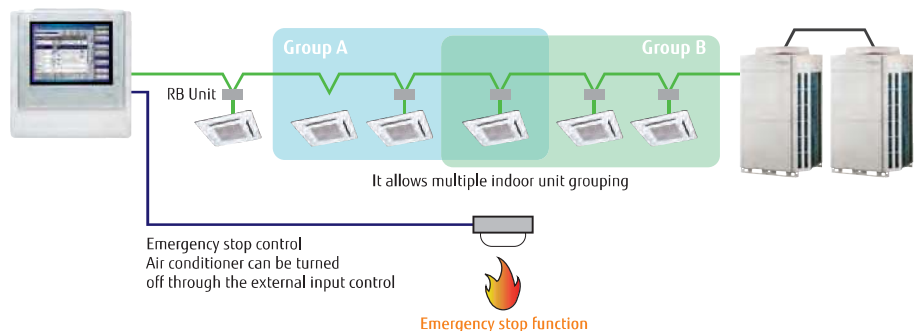 Group A
Group B
RB Unit
It allows multiple indoor unit grouping
Emergency stop control
Air conditioner can be turned
off through the external input control
Emergency stop function